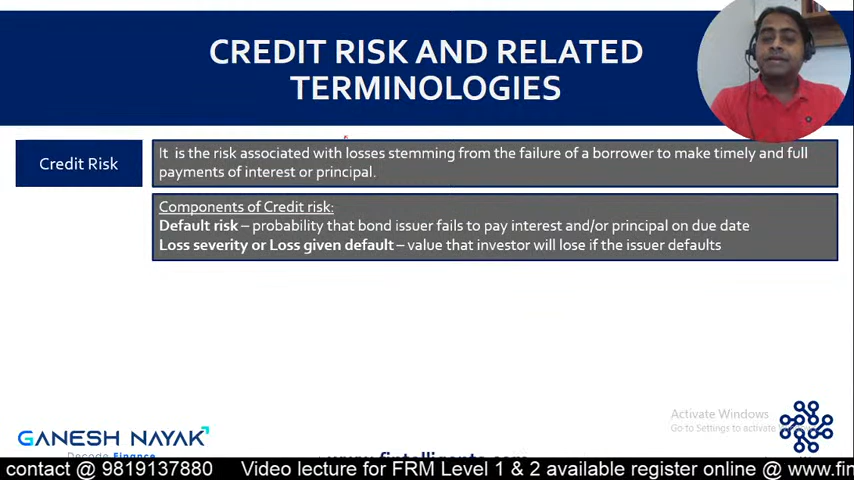 CREDIT RISK AND RELATED
TERMINOLOGIES
Credit Risk
It is the risk associated with losses stemming from the failure of a borrower to make timely and full
payments of interest or principal.
Components of Credit risk:
Default risk – probability that bond issuer fails to pay interest and/or principal on due date
Loss severity or Loss given default – value that investor will lose if the issuer defaults
Activate Windows
Go to Settings to activate
GANESH NAYAK
Decode Finance
contact @ 9819137880 Video lecture for FRM Level 1 & 2 available register online @ www.fin